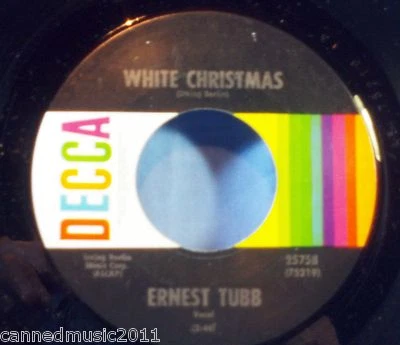 WHITE CHRISTMAS
(Irving Berlin)
DECCA
Irving Berlin
Music Corp.
(ASCAP)
25758
(75219)
ERNEST TUBB
Vocal
cannedmusic2011